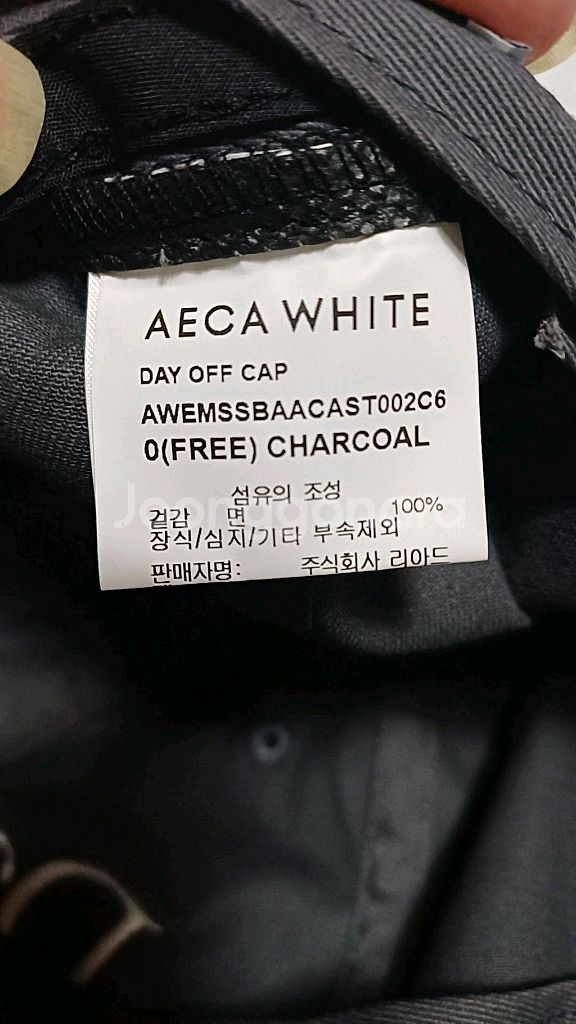 AECA WHITE
DAY OFF CAP
AWEMSSBAACAST002C6
0(FREE) CHARCOAL
섬유의 조성
겉감 면 100%
장식/심지/기타 부속제외
판매자명: 주식회사 리아드
Joonggonara